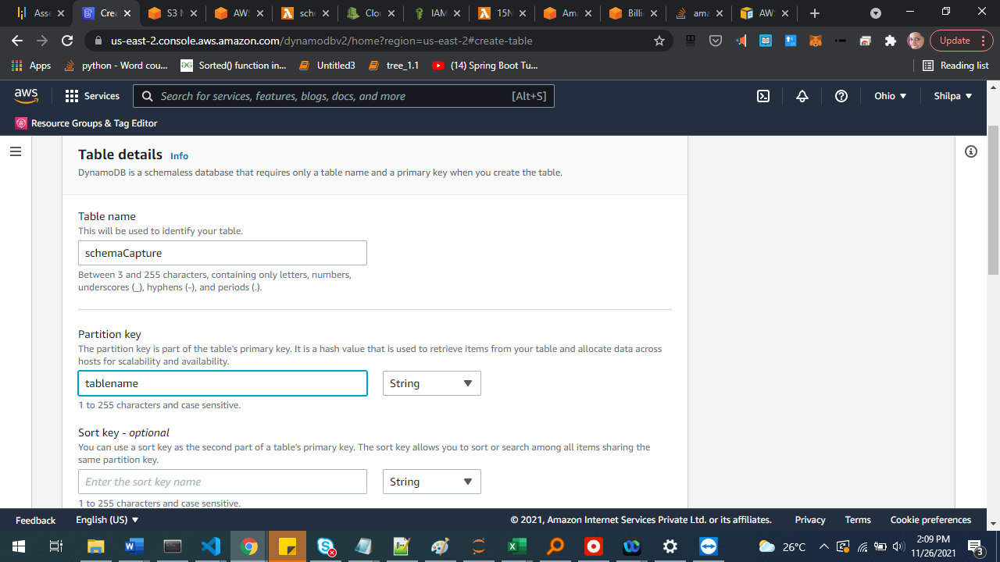 Asse
Crea
S3 M
AWS
sche
Clou
IAM
15N
Ama
Billin
ama
AWS
us-east-2.console.aws.amazon.com/dynamodbv2/home?region=us-east-2#create-table
Update
Apps
python - Word cou...
Sorted() function in...
Untitled3
tree_1.1
(14) Spring Boot Tu...
Reading list
aws
Services
Search for services, features, blogs, docs, and more
[Alt+S]
Ohio
Shilpa
Resource Groups & Tag Editor
Table details Info
DynamoDB is a schemaless database that requires only a table name and a primary key when you create the table.
Table name
This will be used to identify your table.
schemaCapture
Between 3 and 255 characters, containing only letters, numbers,
underscores (_), hyphens (-), and periods (.).
Partition key
The partition key is part of the table's primary key. It is a hash value that is used to retrieve items from your table and allocate data across
hosts for scalability and availability.
tablename
String
1 to 255 characters and case sensitive.
Sort key - optional
You can use a sort key as the second part of a table's primary key. The sort key allows you to sort or search among all items sharing the
same partition key.
Enter the sort key name
String
1 to 255 characters and case sensitive.
Feedback
English (US)
© 2021, Amazon Internet Services Private Ltd. or its affiliates.
Privacy
Terms
Cookie preferences
26°C
2:09 PM
11/26/2021
3